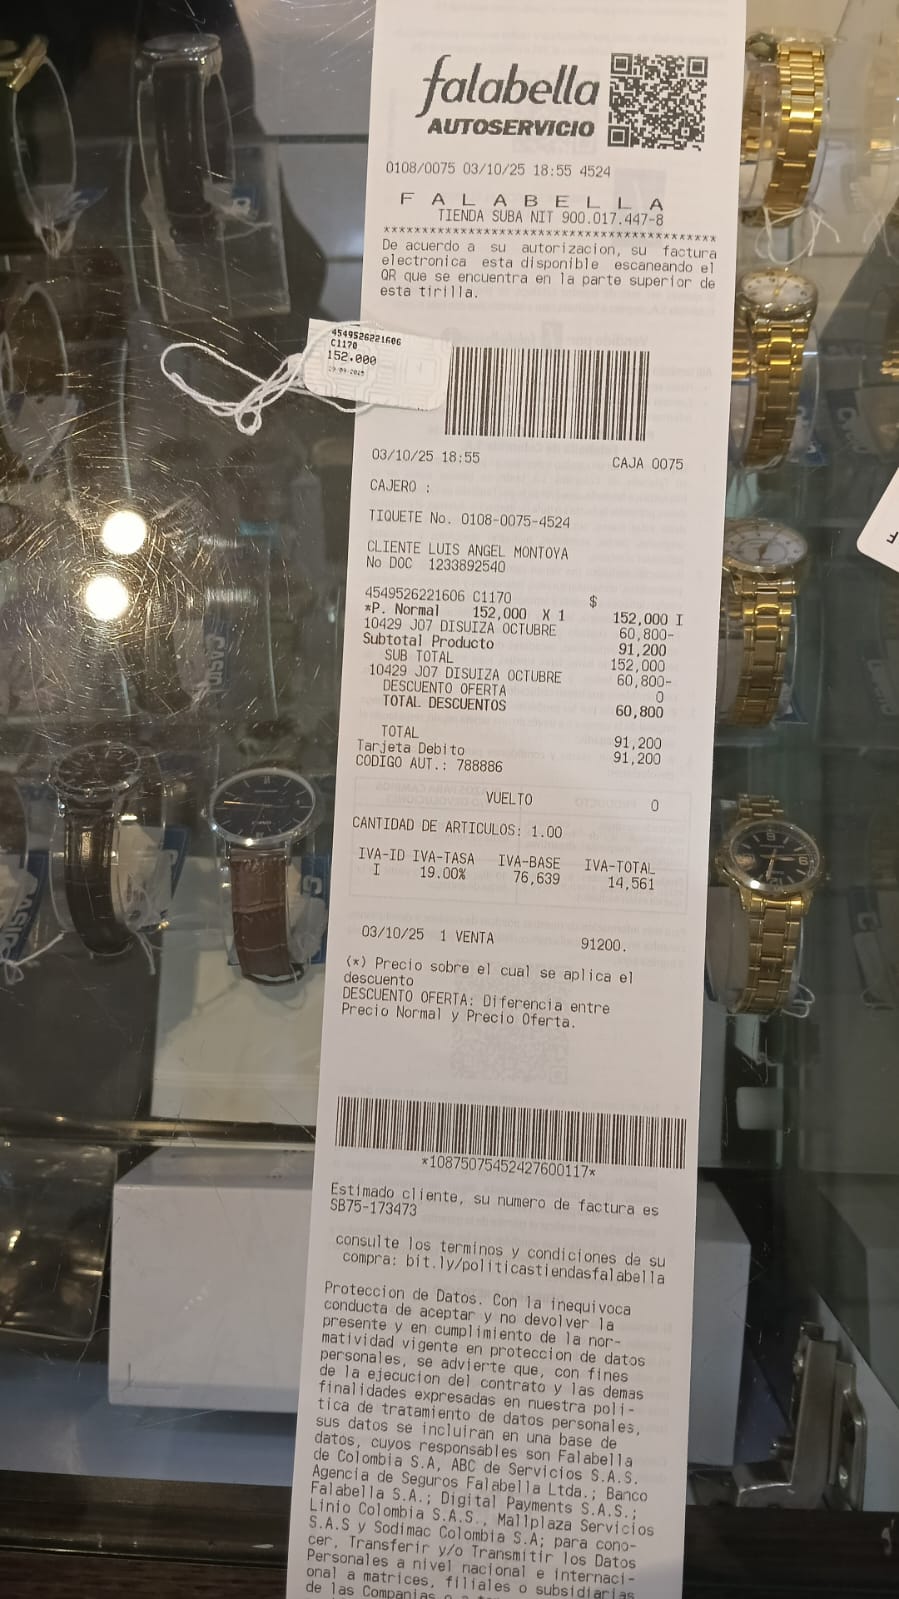 falabella
AUTOSERVICIO
0108/0075 03/10/25 18:55 4524
F A L A B E L L A
TIENDA SUBA NIT 900.017.447-8
*******************************************
De acuerdo a su autorizacion, su factura
electronica esta disponible escaneando el
QR que se encuentra en la parte superior de
esta tirilla.
4549526221606
C1170
152.000
03/10/25 18:55 CAJA 0075
CAJERO :
TIQUETE No. 0108-0075-4524
CLIENTE LUIS ANGEL MONTOYA
No DOC 1233892540
4549526221606 C1170 $
*P. Normal 152,000 X 1 152,000 I
10429 J07 DISUIZA OCTUBRE 60,800-
Subtotal Producto 91,200
SUB TOTAL 152,000
10429 J07 DISUIZA OCTUBRE 60,800-
DESCUENTO OFERTA 0
TOTAL DESCUENTOS 60,800
TOTAL 91,200
Tarjeta Debito 91,200
CODIGO AUT.: 788886
VUELTO 0
CANTIDAD DE ARTICULOS: 1.00
IVA-ID IVA-TASA IVA-BASE IVA-TOTAL
I 19.00% 76,639 14,561
03/10/25 1 VENTA 91200.
(*) Precio sobre el cual se aplica el
descuento
DESCUENTO OFERTA: Diferencia entre
Precio Normal y Precio Oferta.
*10875075452427600117*
Estimado cliente, su numero de factura es
SB75-173473
consulte los terminos y condiciones de su
compra: bit.ly/politicastiendasfalabella
Proteccion de Datos. Con la inequivoca
conducta de aceptar y no devolver la
presente y en cumplimiento de la nor-
matividad vigente en proteccion de datos
personales, se advierte que, con fines
de la ejecucion del contrato y las demas
finalidades expresadas en nuestra poli-
tica de tratamiento de datos personales,
sus datos se incluiran en una base de
datos, cuyos responsables son Falabella
de Colombia S.A, ABC de Servicios S.A.S.
Agencia de Seguros Falabella Ltda.; Banco
Falabella S.A.; Digital Payments S.A.S.;
Linio Colombia S.A.S., Mallplaza Servicios
S.A.S y Sodimac Colombia S.A; para cono-
cer, Transferir y/o Transmitir los Datos
Personales a nivel nacional e internaci-
onal a matrices, filiales o subsidiarias
de las Companias
CASIO